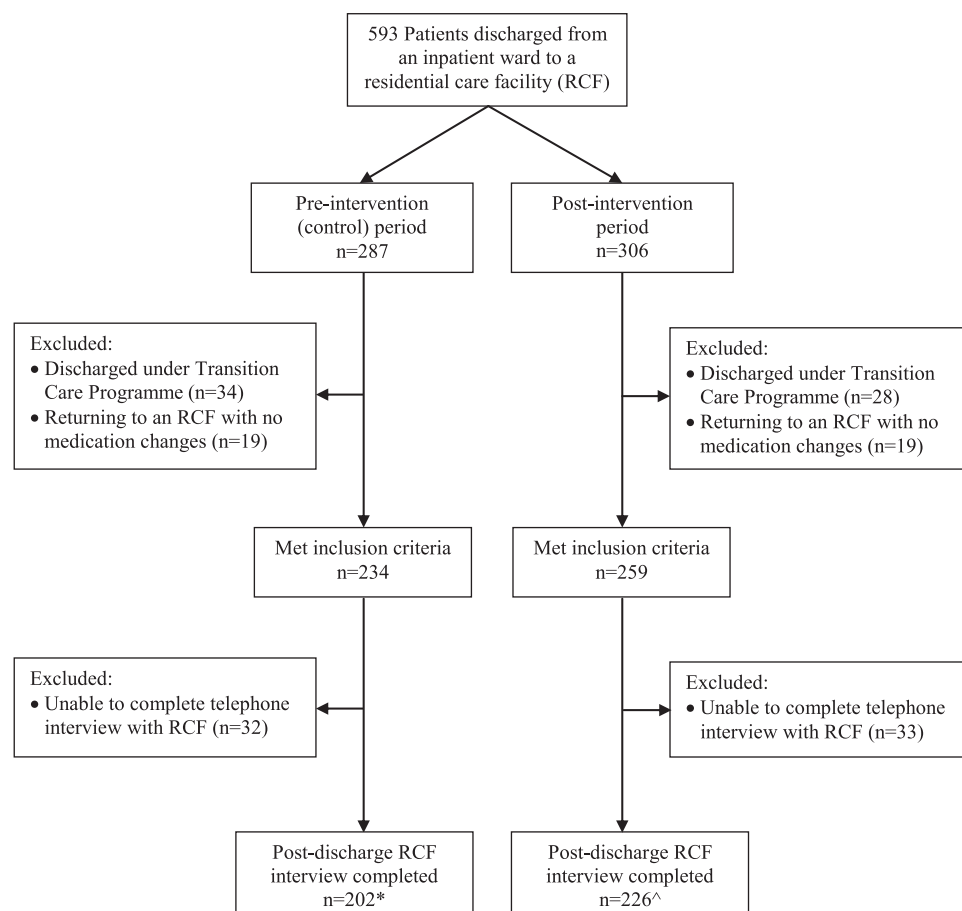 593 Patients discharged from
an inpatient ward to a
residential care facility (RCF)
Pre-intervention
(control) period
n=287
Post-intervention
period
n=306
Excluded:
• Discharged under Transition
Care Programme (n=34)
• Returning to an RCF with no
medication changes (n=19)
Excluded:
• Discharged under Transition
Care Programme (n=28)
• Returning to an RCF with no
medication changes (n=19)
Met inclusion criteria
n=234
Met inclusion criteria
n=259
Excluded:
• Unable to complete telephone
interview with RCF (n=32)
Excluded:
• Unable to complete telephone
interview with RCF (n=33)
Post-discharge RCF
interview completed
n=202*
Post-discharge RCF
interview completed
n=226^